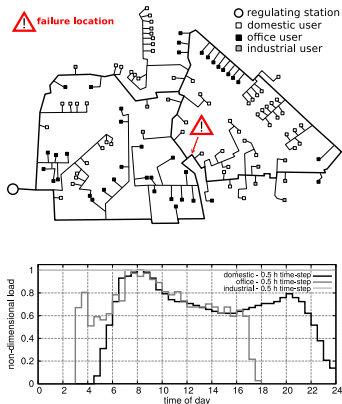 failure location
regulating station
domestic user
office user
industrial user
!
!
domestic - 0.5 h time-step
office - 0.5 h time-step
industrial - 0.5 h time-step
non-dimensional load
1
0.8
0.6
0.4
0.2
0
0 2 4 6 8 10 12 14 16 18 20 22 24
time of day